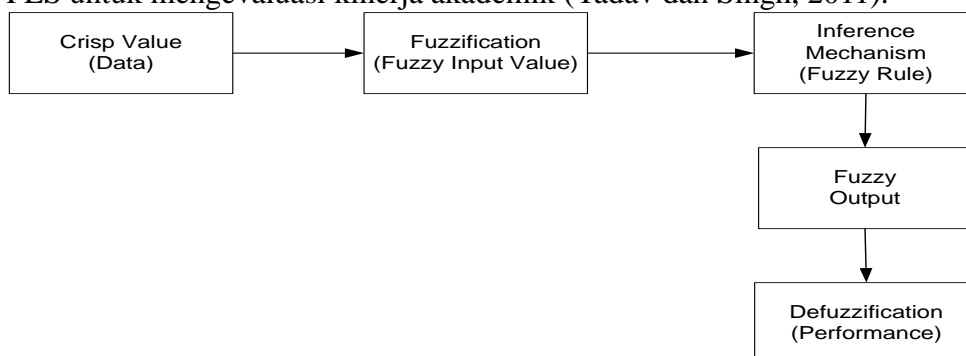 untuk mengevaluasi kinerja akademik (Yadav dan Singh, 2011).
Crisp Value
(Data)
Fuzzification
(Fuzzy Input Value)
Inference
Mechanism
(Fuzzy Rule)
Fuzzy
Output
Defuzzification
(Performance)